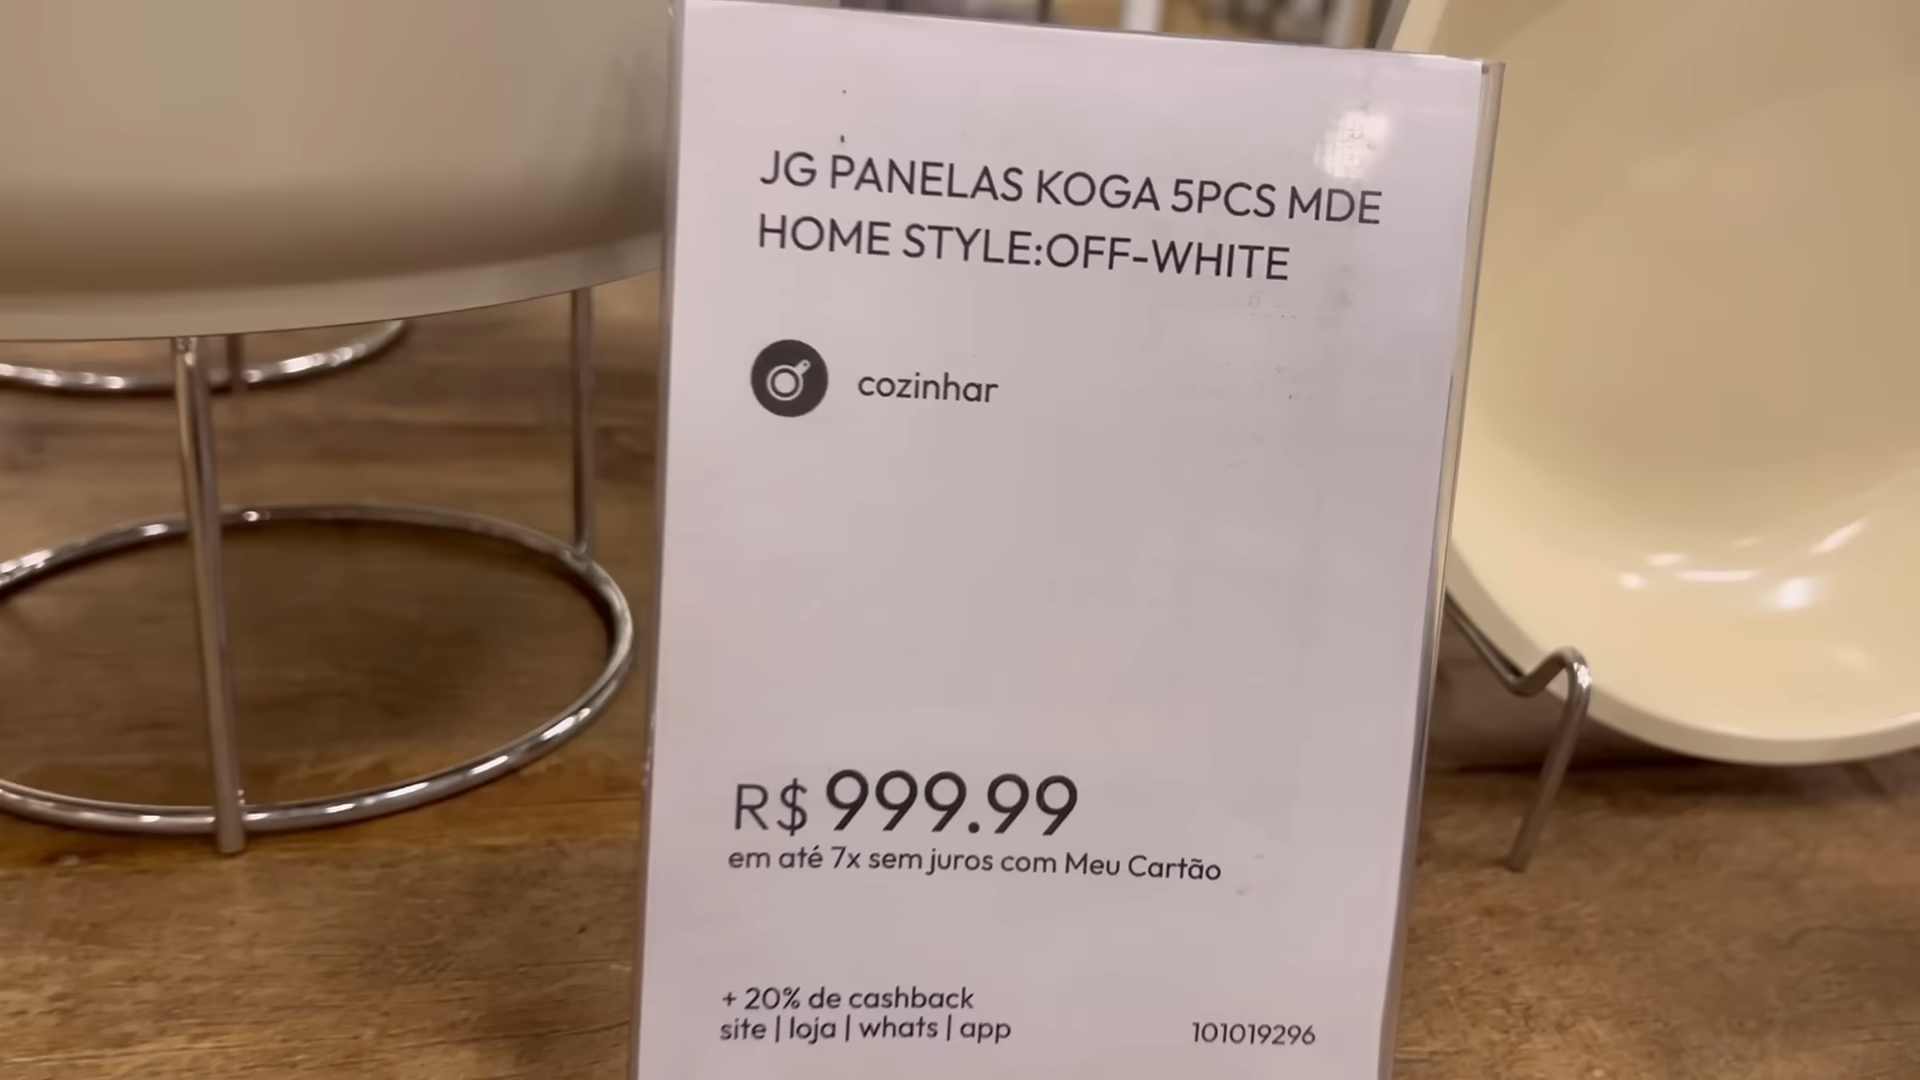 JG PANELAS KOGA 5PCS MDE
HOME STYLE:OFF-WHITE
cozinhar
R$ 999.99
em até 7x sem juros com Meu Cartão
+ 20% de cashback
site | loja | whats | app
101019296